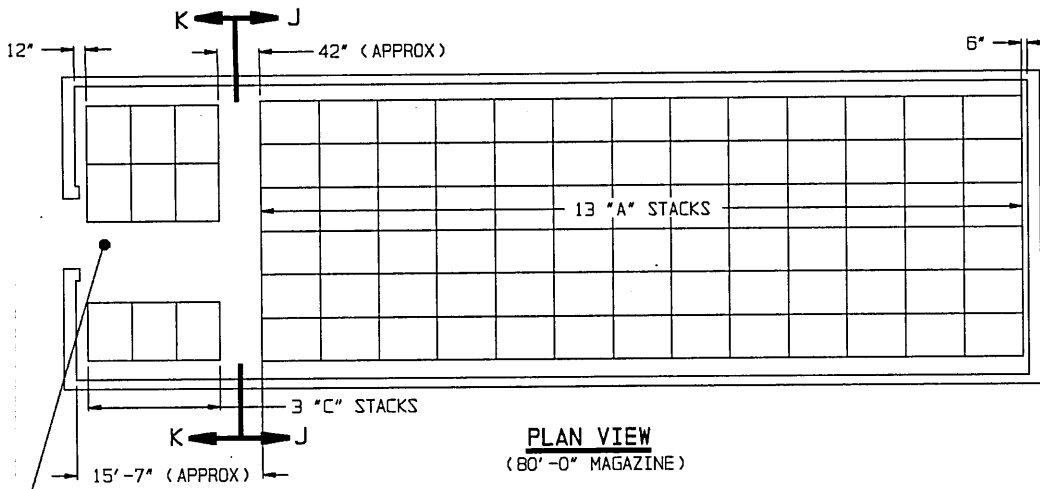 K J
12" 42" (APPROX) 6"
13 "A" STACKS
3 "C" STACKS
K J
PLAN VIEW
(80'-0" MAGAZINE)
15'-7" (APPROX)